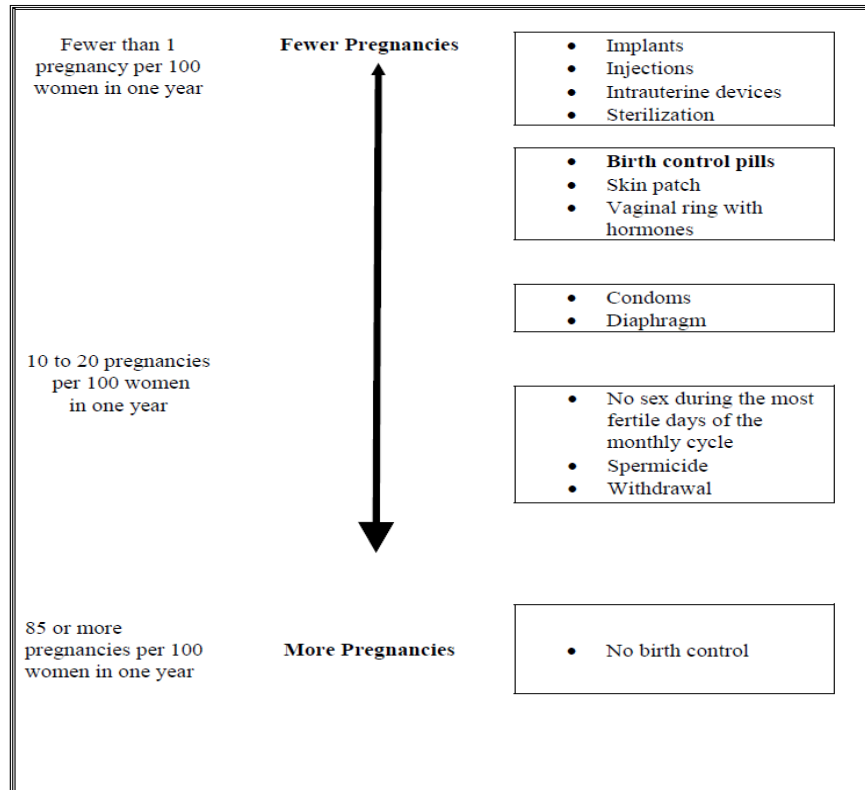 Fewer than 1
pregnancy per 100
women in one year
Fewer Pregnancies
• Implants
• Injections
• Intrauterine devices
• Sterilization
• Birth control pills
• Skin patch
• Vaginal ring with
hormones
• Condoms
• Diaphragm
10 to 20 pregnancies
per 100 women
in one year
• No sex during the most
fertile days of the
monthly cycle
• Spermicide
• Withdrawal
85 or more
pregnancies per 100
women in one year
More Pregnancies
• No birth control